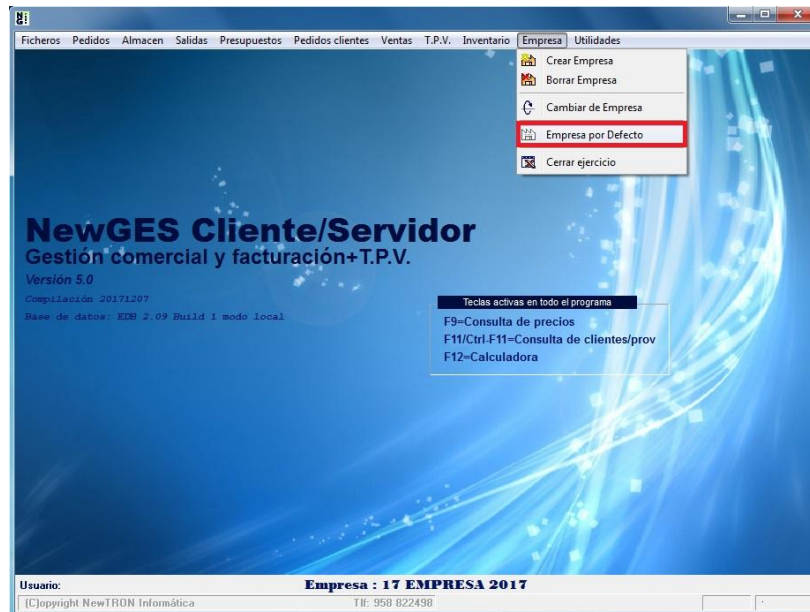 Ficheros Pedidos Almacen Salidas Presupuestos Pedidos clientes Ventas T.P.V. Inventario Empresa Utilidades
Crear Empresa
Borrar Empresa
Cambiar de Empresa
Empresa por Defecto
Cerrar ejercicio
NewGES Cliente/Servidor
Gestión comercial y facturación+T.P.V.
Versión 5.0
Compilación 20171207
Base de datos: EDB 2.09 Build 1 modo local
Teclas activas en todo el programa
F9=Consulta de precios
F11/Ctrl-F11=Consulta de clientes/prov
F12=Calculadora
Usuario: Empresa : 17 EMPRESA 2017
(C)opyright NewTRON Informática Tlf: 958 822498